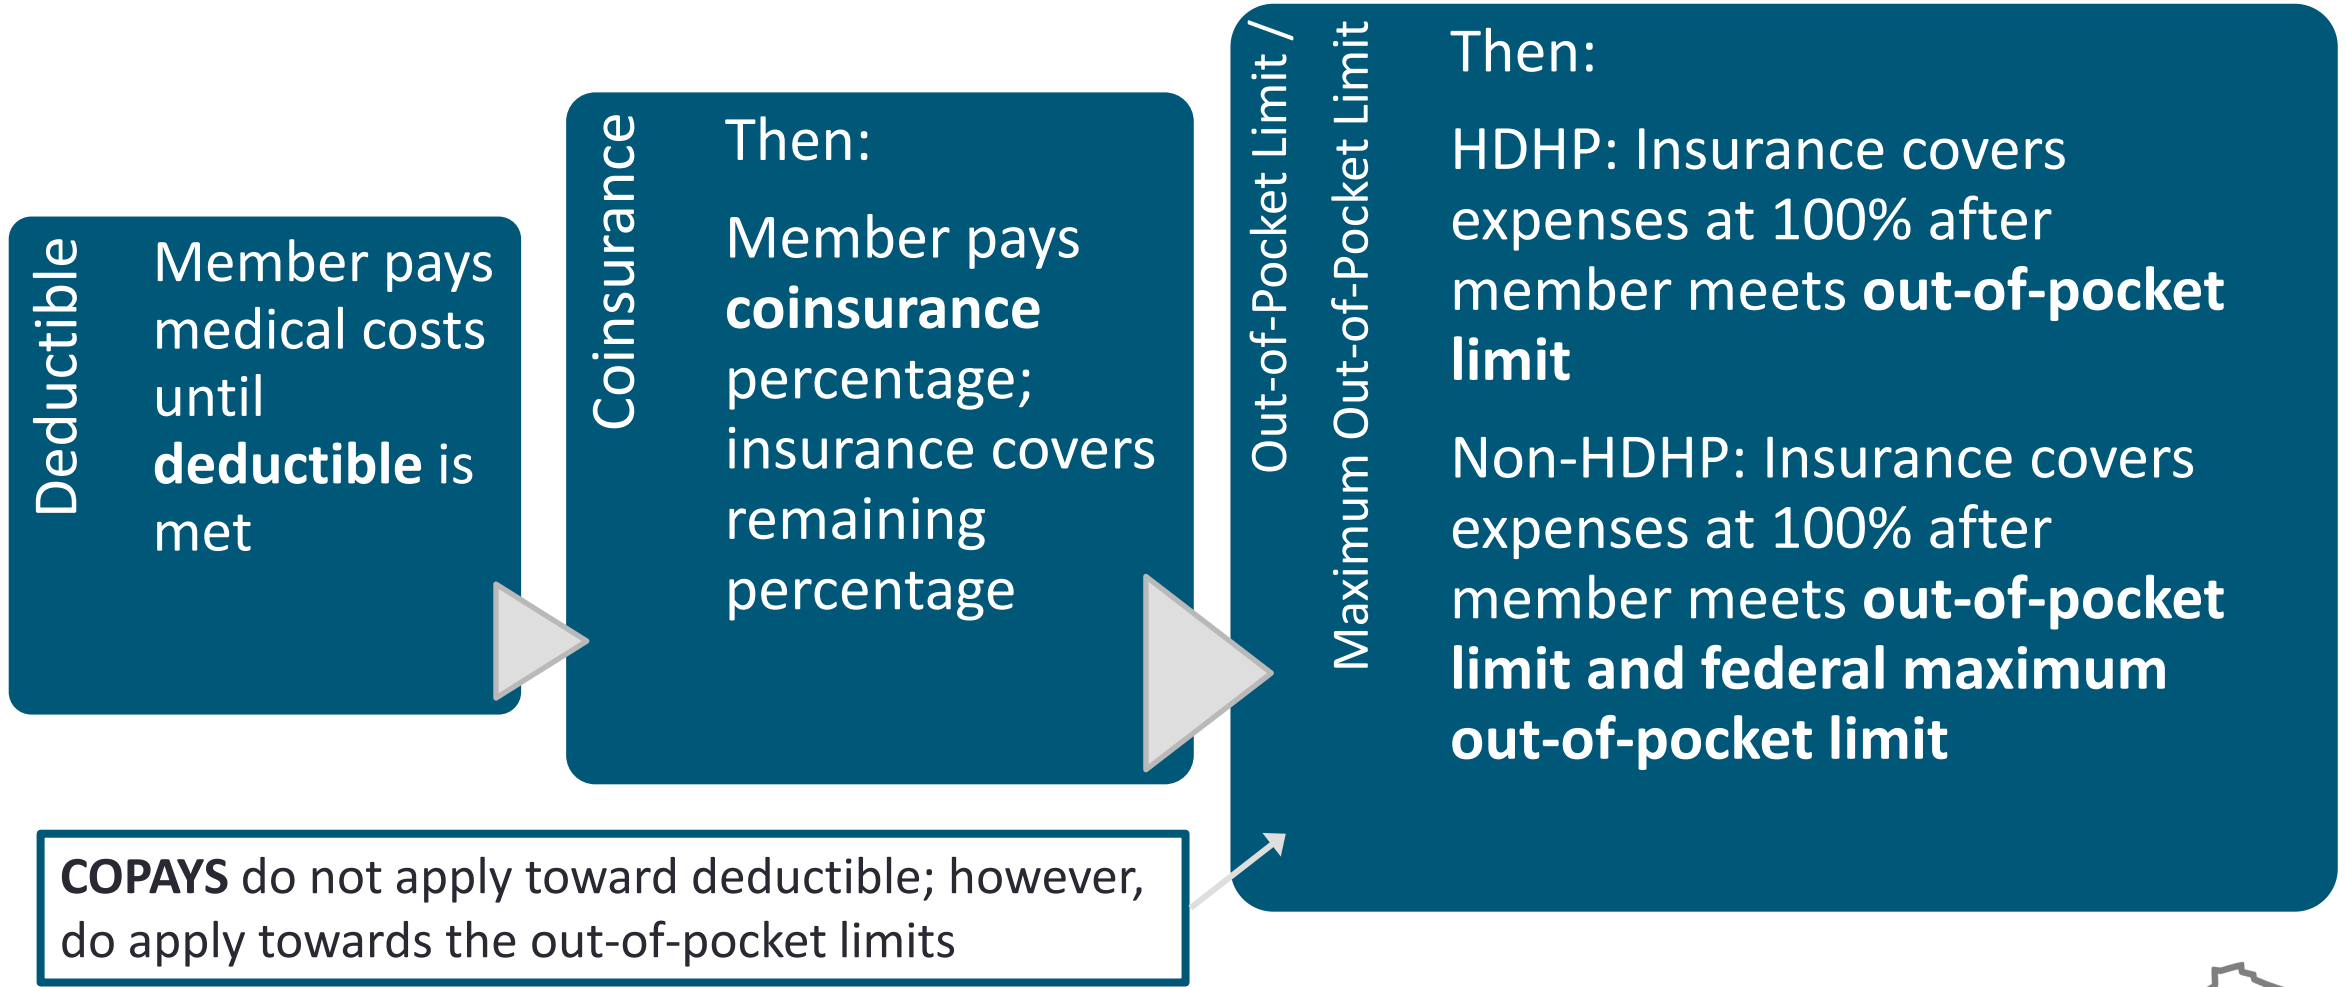 Deductible
Member pays
medical costs
until
deductible is
met
Coinsurance
Then:
Member pays
coinsurance
percentage;
insurance covers
remaining
percentage
Out-of-Pocket Limit /
Maximum Out-of-Pocket Limit
Then:
HDHP: Insurance covers
expenses at 100% after
member meets out-of-pocket
limit
Non-HDHP: Insurance covers
expenses at 100% after
member meets out-of-pocket
limit and federal maximum
out-of-pocket limit
COPAYS do not apply toward deductible; however,
do apply towards the out-of-pocket limits